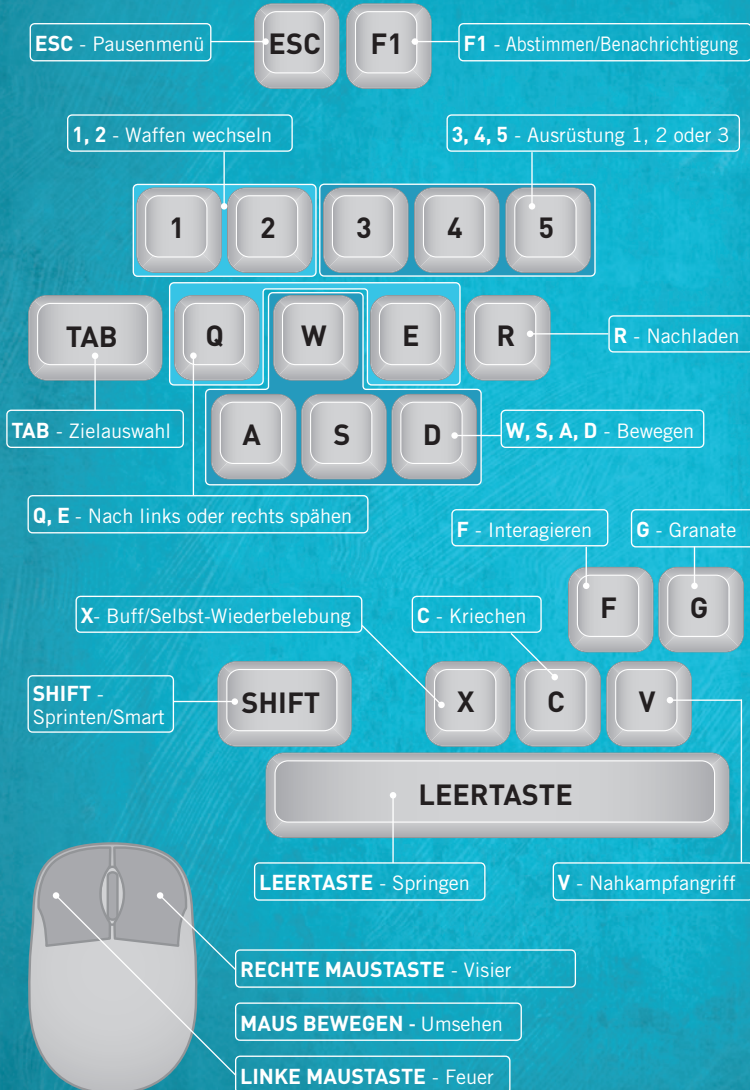 ESC - Pausenmenü
ESC
F1
F1 - Abstimmen/Benachrichtigung
1, 2 - Waffen wechseln
3, 4, 5 - Ausrüstung 1, 2 oder 3
1
2
3
4
5
TAB
Q
W
E
R
R - Nachladen
TAB - Zielauswahl
A
S
D
W, S, A, D - Bewegen
Q, E - Nach links oder rechts spähen
F - Interagieren
G - Granate
F
G
X- Buff/Selbst-Wiederbelebung
C - Kriechen
SHIFT -
Sprinten/Smart
SHIFT
X
C
V
LEERTASTE
LEERTASTE - Springen
V - Nahkampfangriff
RECHTE MAUSTASTE - Visier
MAUS BEWEGEN - Umsehen
LINKE MAUSTASTE - Feuer